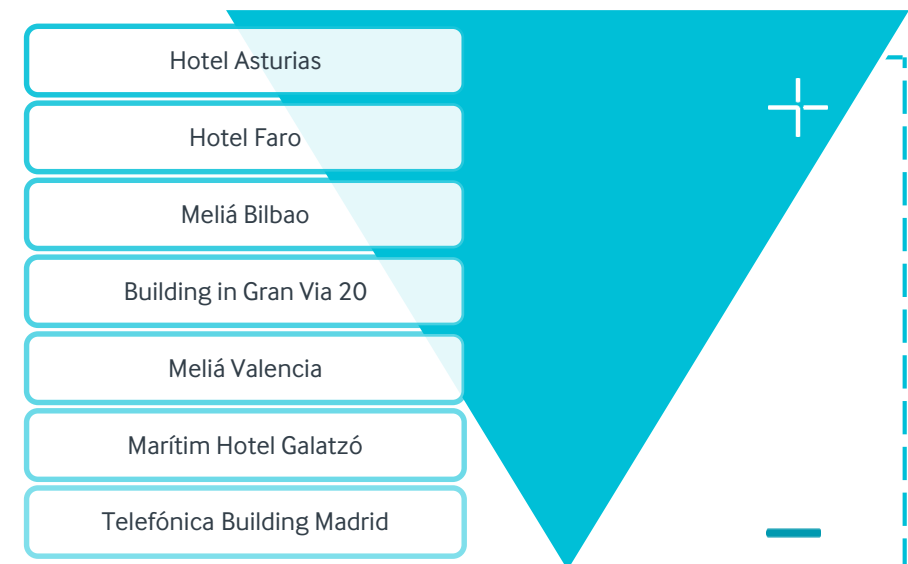 Hotel Asturias
Hotel Faro
Meliá Bilbao
Building in Gran Via 20
Meliá Valencia
Marítim Hotel Galatzó
Telefónica Building Madrid